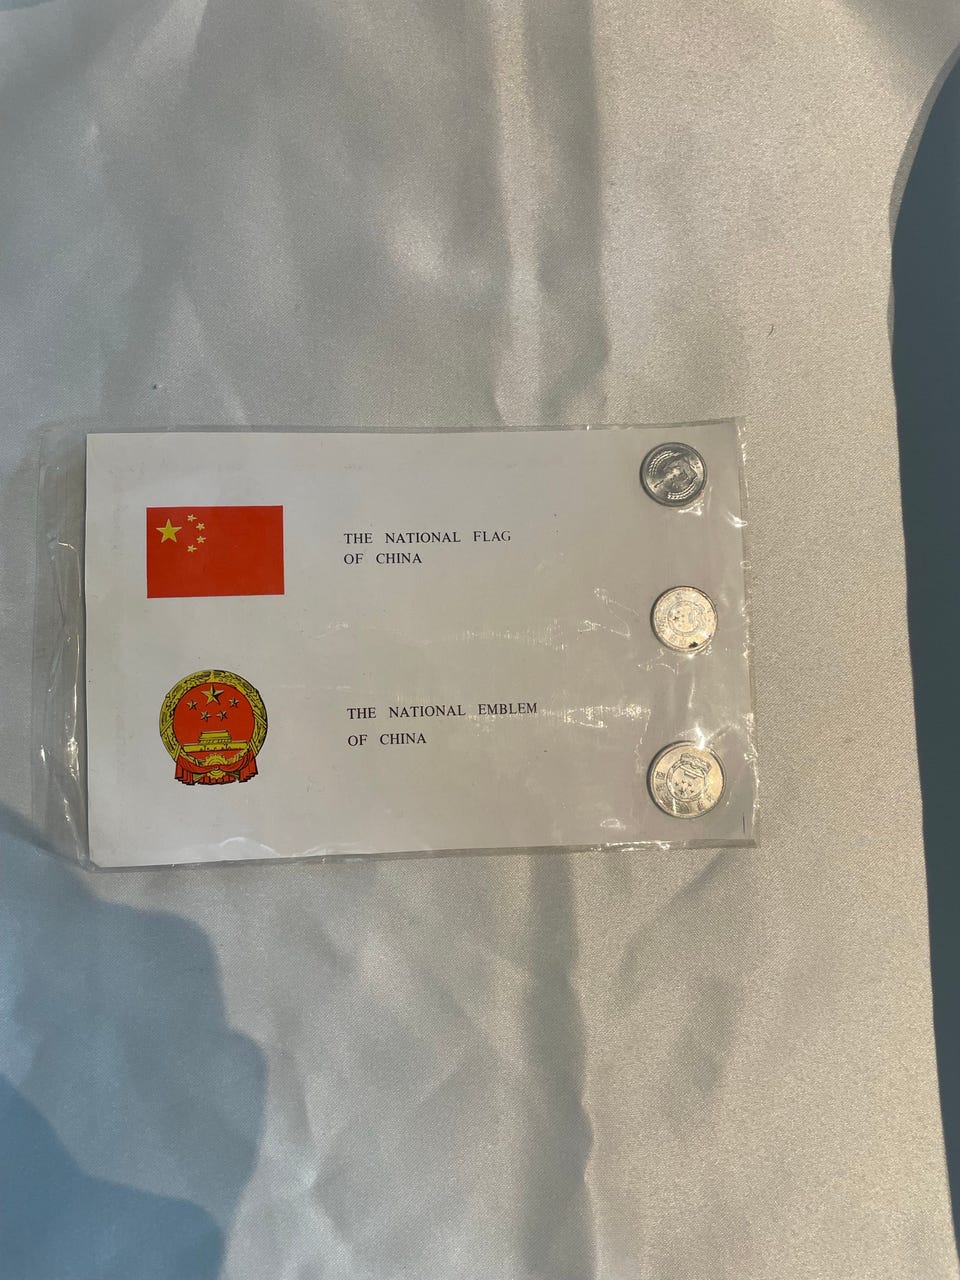 THE NATIONAL FLAG
OF CHINA
THE NATIONAL EMBLEM
OF CHINA